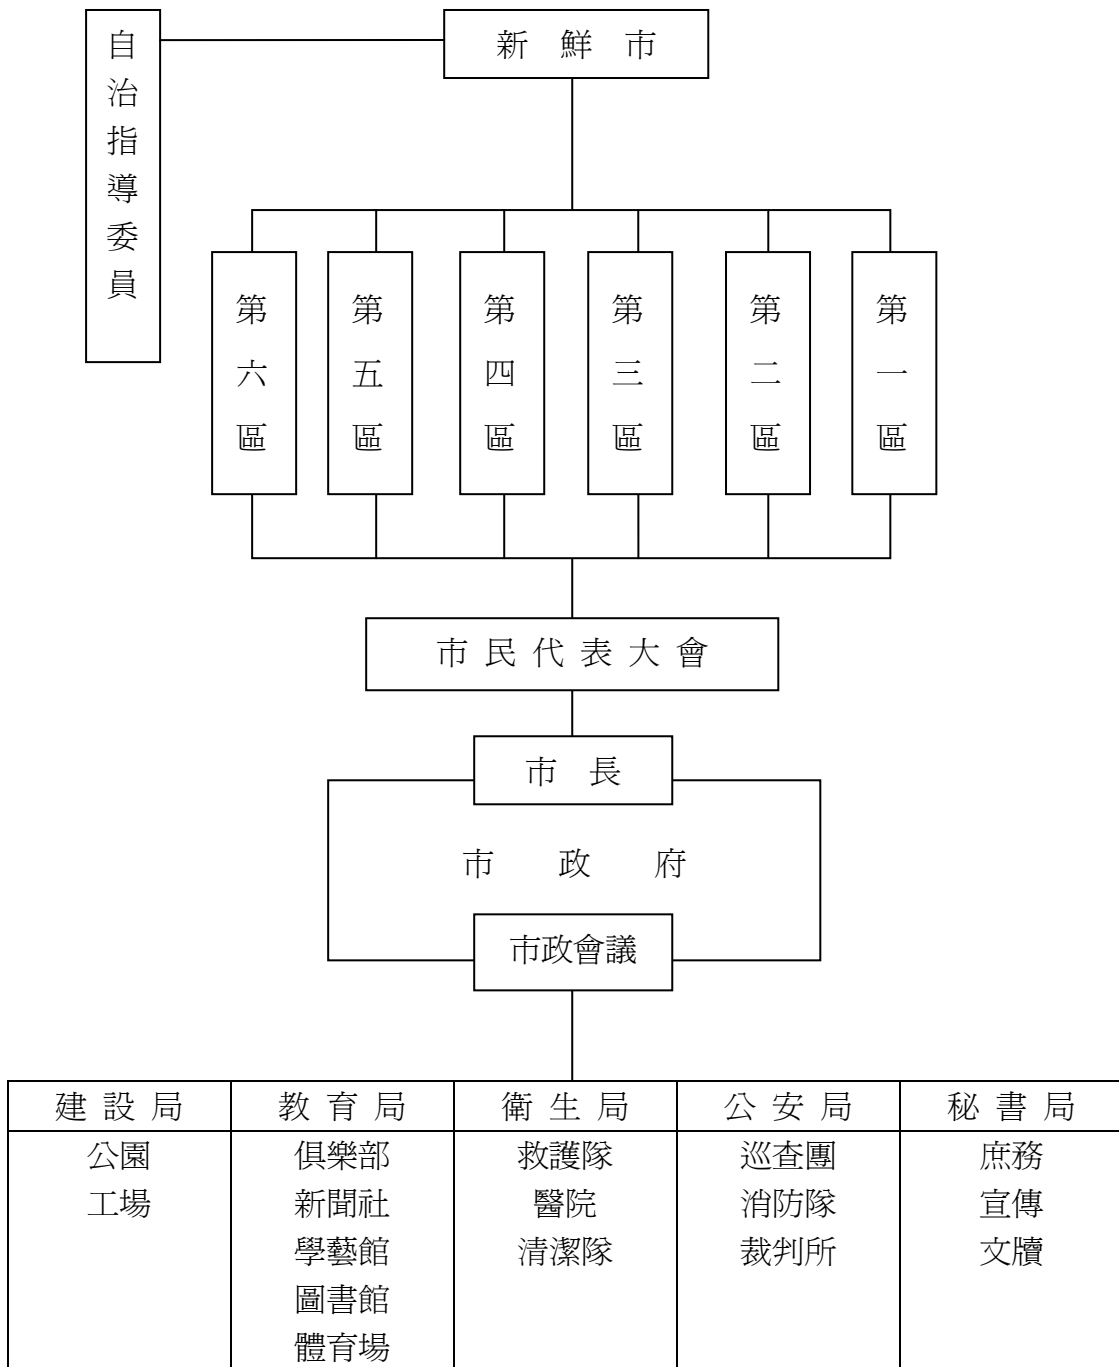 新鮮市
自治指導委員
第六區
第五區
第四區
第三區
第二區
第一區
市民代表大會
市長
市政府
市政會議
建設局
公園
工場
教育局
俱樂部
新聞社
學藝館
圖書館
體育場
衛生局
救護隊
醫院
清潔隊
公安局
巡查團
消防隊
裁判所
秘書局
庶務
宣傳
文牘